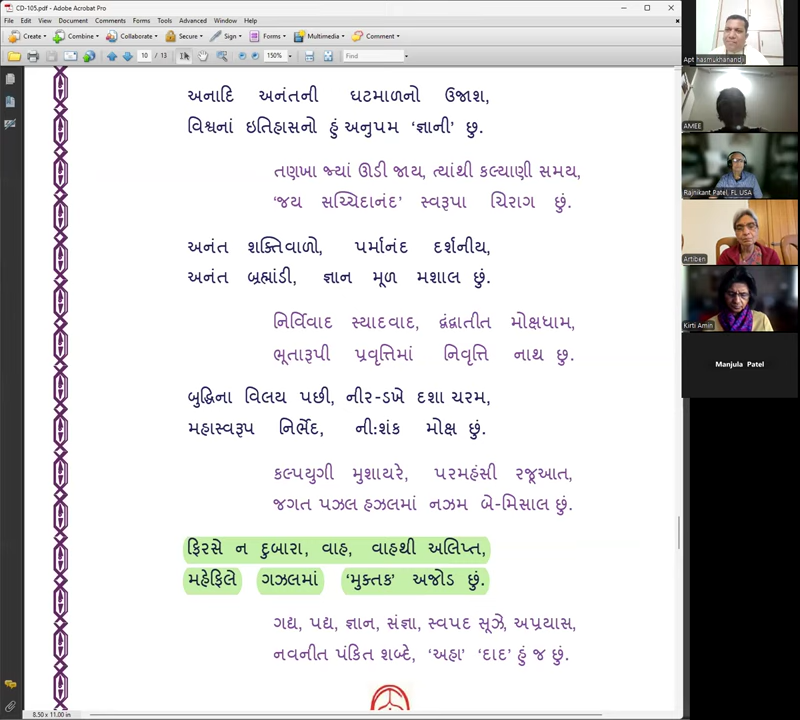 CD-105.pdf - Adobe Acrobat Pro
File Edit View Document Comments Forms Tools Advanced Window Help
Create Combine Collaborate Secure Sign Forms Multimedia Comment
10 / 13 150% Find
અનાદિ અનંતની ઘટમાળનો ઉજાશ,
વિશ્વનાં ઇતિહાસનો હું અનુપમ ‘જ્ઞાની’ છુ.
તણખા જ્યાં ઊડી જાય, ત્યાંથી કલ્યાણી સમય,
‘જય સચ્ચિદાનંદ’ સ્વરૂપા ચિરાગ છું.
અનંત શક્તિવાળો, પર્માનંદ દર્શનીય,
અનંત બ્રહ્માંડી, જ્ઞાન મૂળ મશાલ છું.
નિર્વિવાદ સ્યાદવાદ, દ્વંદ્વાતીત મોક્ષધામ,
ભૂતારૂપી પ્રવૃત્તિમાં નિવૃત્તિ નાથ છુ.
બુદ્ધિના વિલય પછી, નીર-ડખે દશા ચરમ,
મહાસ્વરૂપ નિર્ભેદ, ની:શંક મોક્ષ છું.
કલ્પયુગી મુશાયરે, પરમહંસી રજૂઆત,
જગત પઝલ હઝલમાં નઝમ બે-મિસાલ છું.
ફિરસે ન દુબારા, વાહ, વાહથી અલિપ્ત,
મહેફિલે ગઝલમાં ‘મુક્તક’ અજોડ છું.
ગદ્ય, પદ્ય, જ્ઞાન, સંજ્ઞા, સ્વપદ સૂઝે, અપ્રયાસ,
નવનીત પંકિત શબ્દે, ‘અહા’ ‘દાદ’ હું જ છું.
8.50 x 11.00 in
Apt hasmukhanand
AMEE
Rajnikant Patel, FL USA
Artiben
Kirti Amin
Manjula Patel